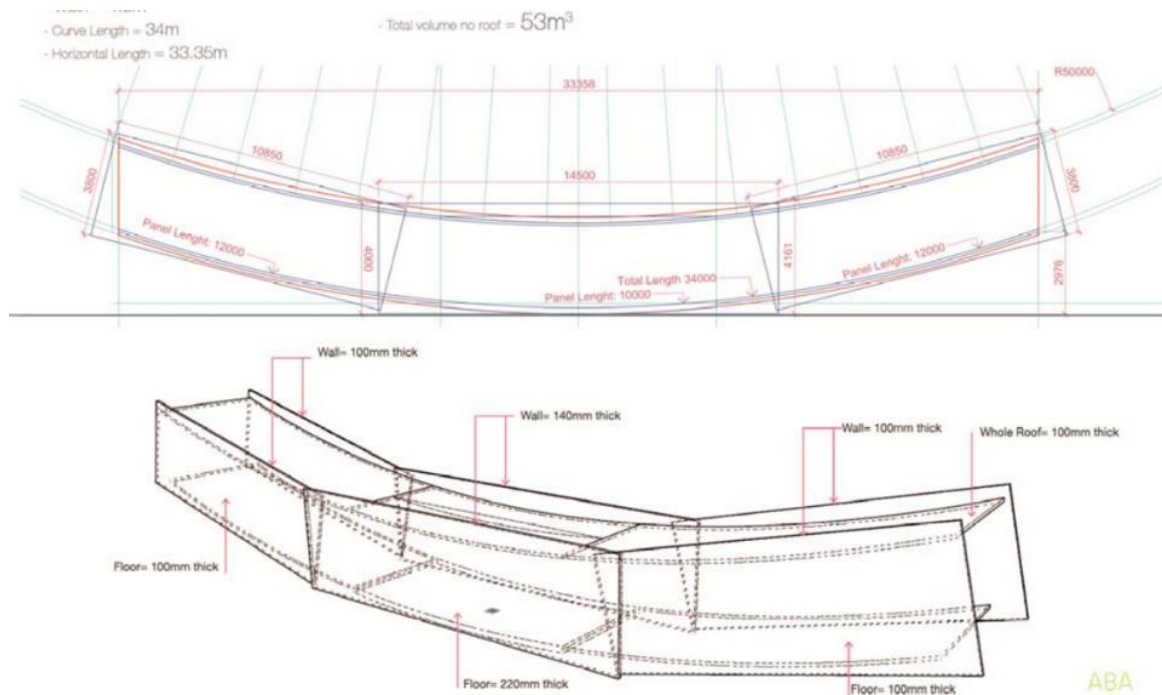 - Curve Length = 34m
- Horizontal Length = 33.35m
- Total volume no roof = 53m³
33358
R50000
10850
14500
10850
3800
3800
Panel Lenght: 12000
4000
4161
Panel Lenght: 12000
2976
Total Length 34000
Panel Lenght: 10000
Wall= 100mm thick
Wall= 140mm thick
Wall= 100mm thick
Whole Roof= 100mm thick
Floor= 100mm thick
Floor= 220mm thick
Floor= 100mm thick
ABA